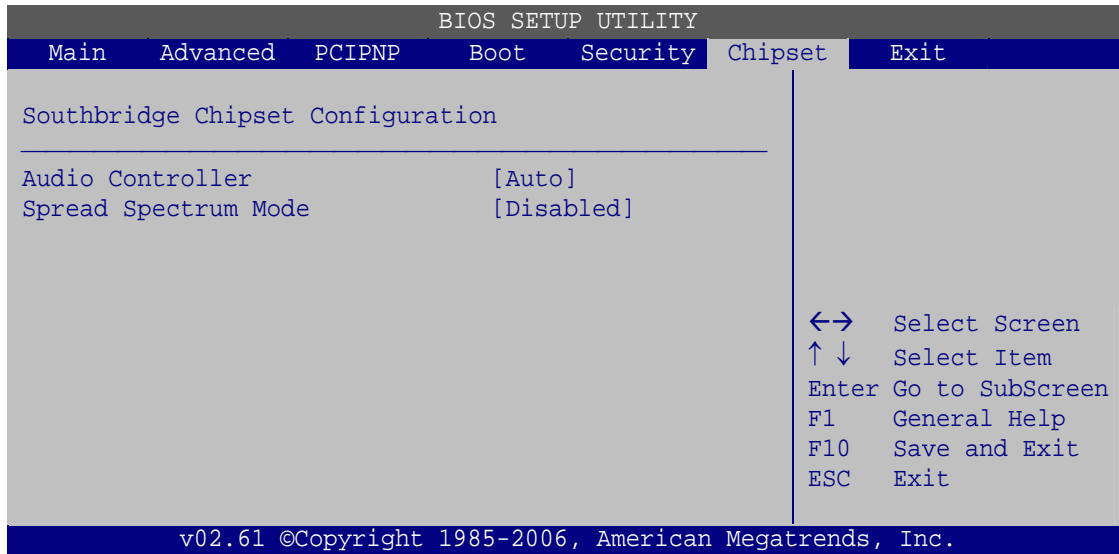 BIOS SETUP UTILITY
Main Advanced PCIPNP Boot Security Chipset Exit
Southbridge Chipset Configuration
Audio Controller [Auto]
Spread Spectrum Mode [Disabled]
←→ Select Screen
↑ ↓ Select Item
Enter Go to SubScreen
F1 General Help
F10 Save and Exit
ESC Exit
v02.61 ©Copyright 1985-2006, American Megatrends, Inc.